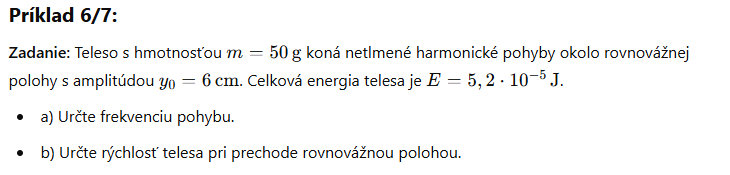 Príklad 6/7:
Zadanie: Teleso s hmotnosťou m = 50 g koná netlmené harmonické pohyby okolo rovnovážnej
polohy s amplitúdou y₀ = 6 cm. Celková energia telesa je E = 5, 2 · 10⁻⁵ J.
• a) Určte frekvenciu pohybu.
• b) Určte rýchlosť telesa pri prechode rovnovážnou polohou.